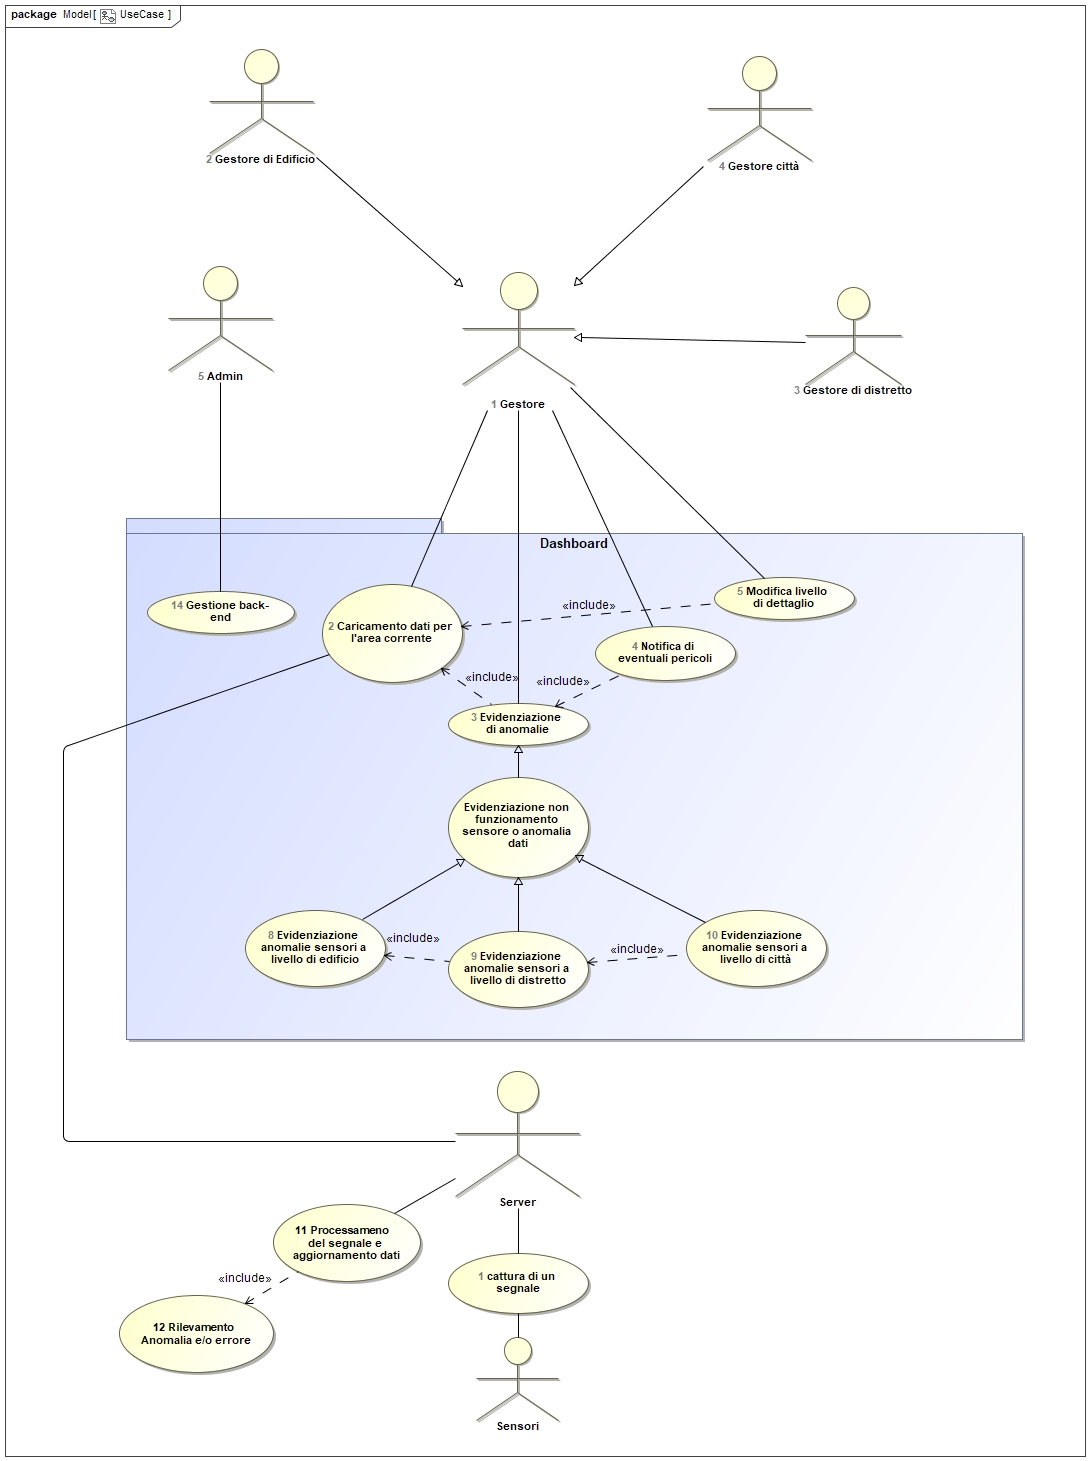 package Model[ UseCase ]
2 Gestore di Edificio
4 Gestore città
5 Admin
1 Gestore
3 Gestore di distretto
Dashboard
14 Gestione back-
end
2 Caricamento dati per
l'area corrente
«include»
5 Modifica livello
di dettaglio
4 Notifica di
eventuali pericoli
«include»
«include»
3 Evidenziazione
di anomalie
Evidenziazione non
funzionamento
sensore o anomalia
dati
8 Evidenziazione
anomalie sensori a
livello di edificio
«include»
9 Evidenziazione
anomalie sensori a
livello di distretto
«include»
10 Evidenziazione
anomalie sensori a
livello di città
Server
11 Processameno
del segnale e
aggiornamento dati
«include»
12 Rilevamento
Anomalia e/o errore
1 cattura di un
segnale
Sensori